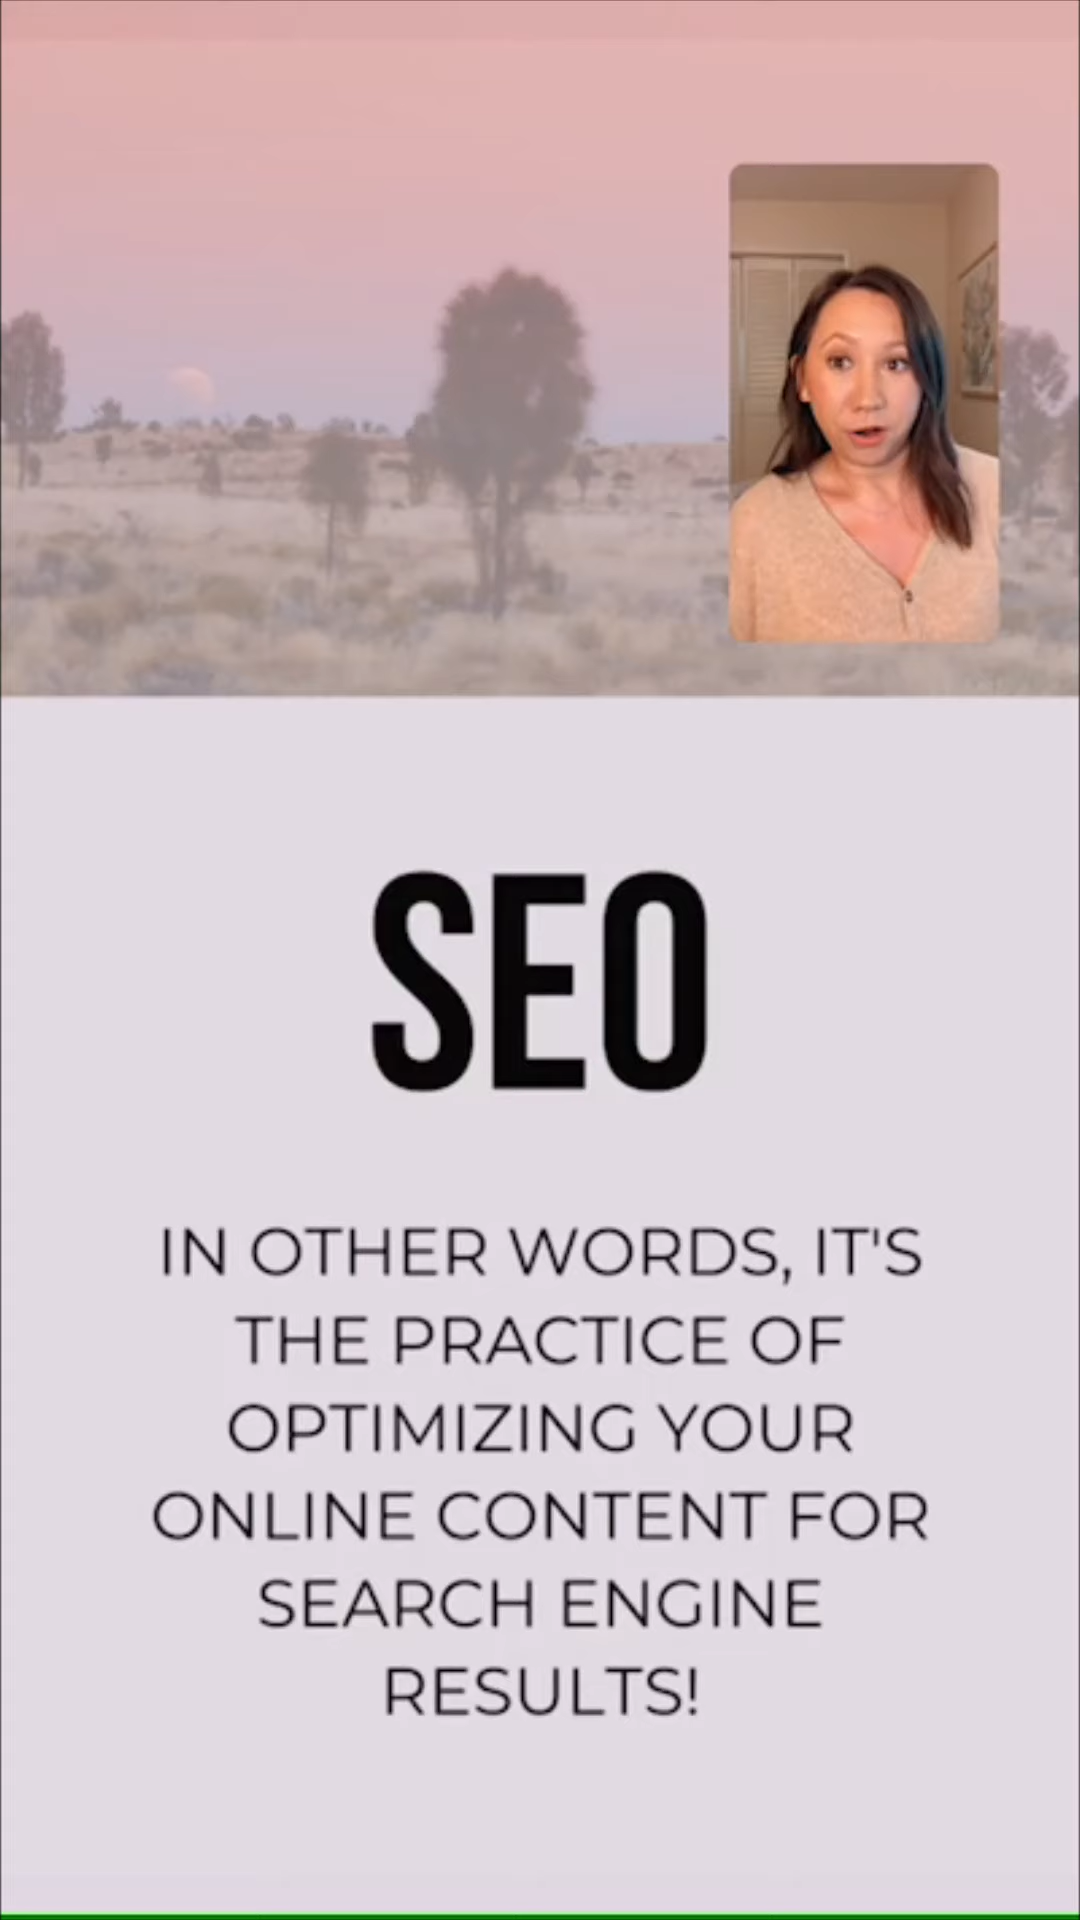 SEO
IN OTHER WORDS, IT'S
THE PRACTICE OF
OPTIMIZING YOUR
ONLINE CONTENT FOR
SEARCH ENGINE
RESULTS!